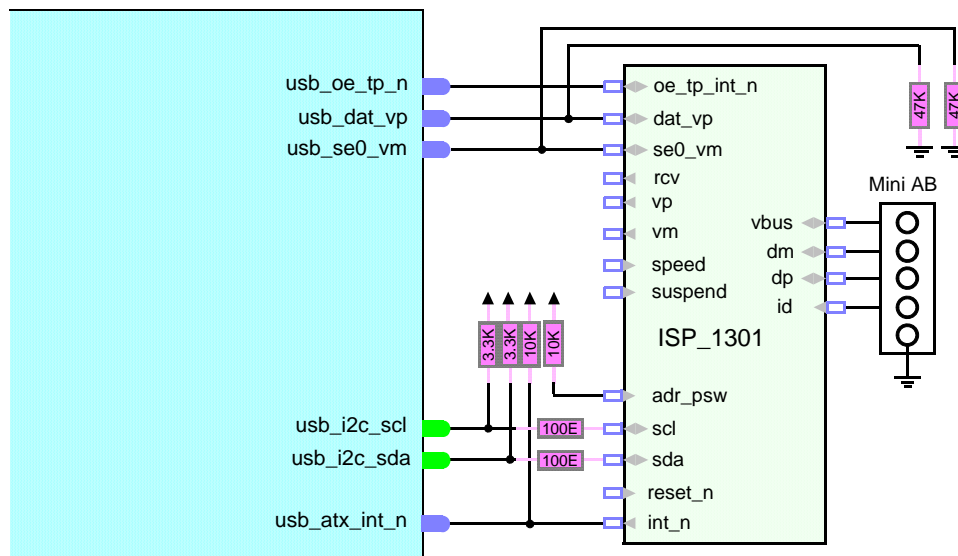 usb_oe_tp_n
usb_dat_vp
usb_se0_vm
oe_tp_int_n
dat_vp
se0_vm
rcv
vp
vm
speed
suspend
ISP_1301
vbus
dm
dp
id
47K
47K
Mini AB
3.3K
3.3K
10K
10K
usb_i2c_scl
usb_i2c_sda
usb_atx_int_n
100E
100E
adr_psw
scl
sda
reset_n
int_n